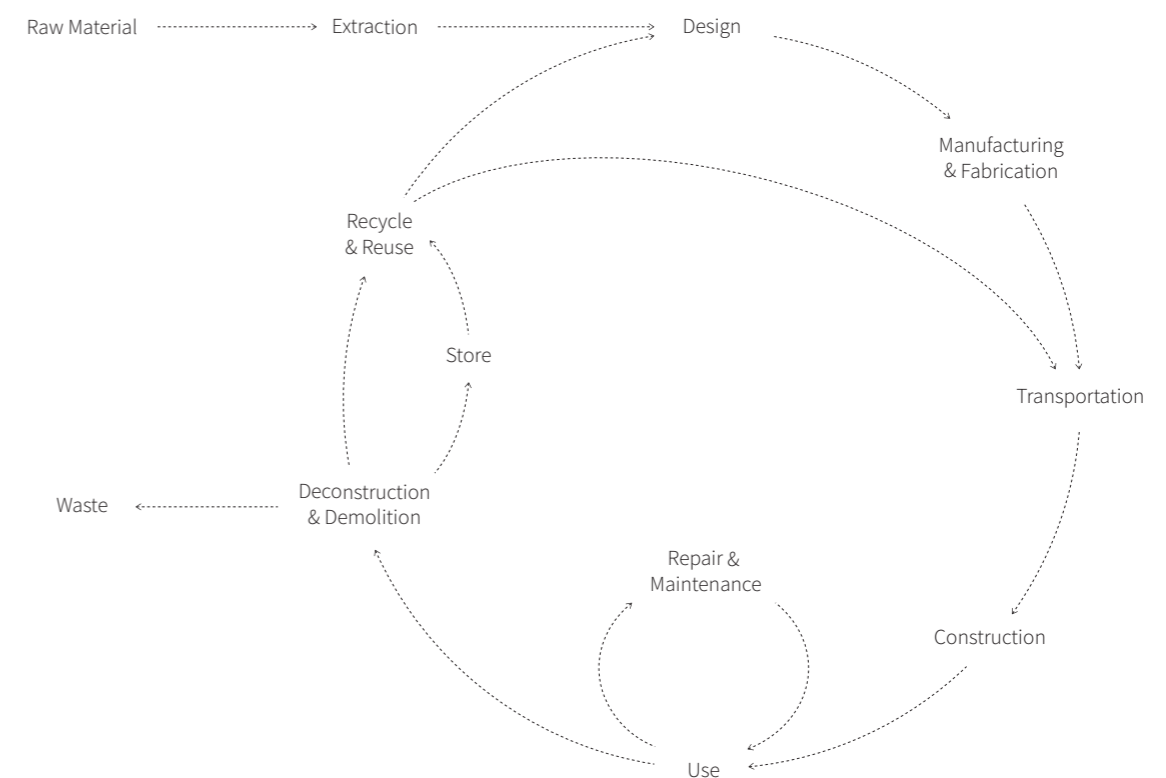 Raw Material
Extraction
Design
Manufacturing
& Fabrication
Recycle
& Reuse
Store
Transportation
Deconstruction
& Demolition
Waste
Repair &
Maintenance
Construction
Use